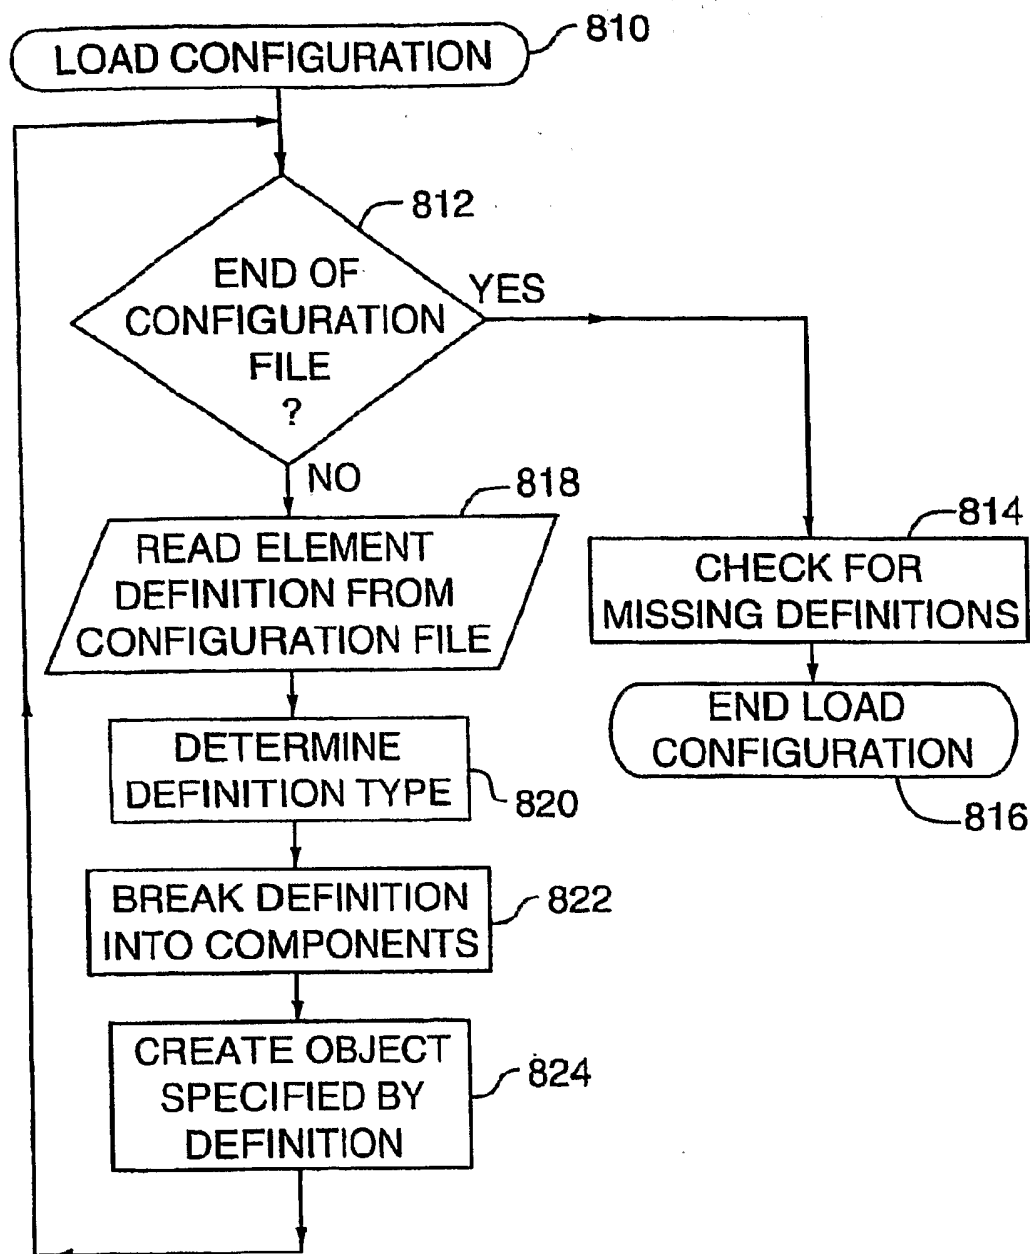 LOAD CONFIGURATION
810
812
END OF
CONFIGURATION
FILE
?
YES
NO
818
READ ELEMENT
DEFINITION FROM
CONFIGURATION FILE
814
CHECK FOR
MISSING DEFINITIONS
END LOAD
CONFIGURATION
816
DETERMINE
DEFINITION TYPE
820
BREAK DEFINITION
INTO COMPONENTS
822
CREATE OBJECT
SPECIFIED BY
DEFINITION
824